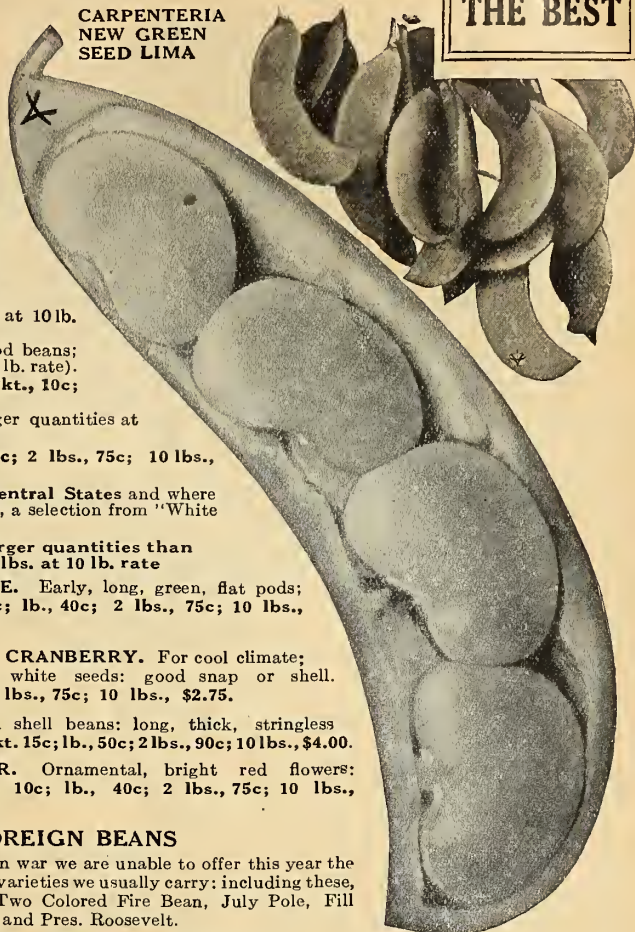 CARPENTERIA
NEW GREEN
SEED LIMA
THE BEST
at 10 lb.
d beans;
lb. rate).
kt., 10c;
er quantities at
c; 2 lbs., 75c; 10 lbs.,
entral States and where
, a selection from "White
rger quantities than
lbs. at 10 lb. rate
E. Early, long, green, flat pods;
; lb., 40c; 2 lbs., 75c; 10 lbs.,
CRANBERRY. For cool climate;
white seeds: good snap or shell.
lbs., 75c; 10 lbs., $2.75.
shell beans: long, thick, stringless
kt. 15c; lb., 50c; 2 lbs., 90c; 10 lbs., $4.00.
R. Ornamental, bright red flowers:
10c; lb., 40c; 2 lbs., 75c; 10 lbs.,
OREIGN BEANS
n war we are unable to offer this year the
varieties we usually carry: including these,
Two Colored Fire Bean, July Pole, Fill
and Pres. Roosevelt.